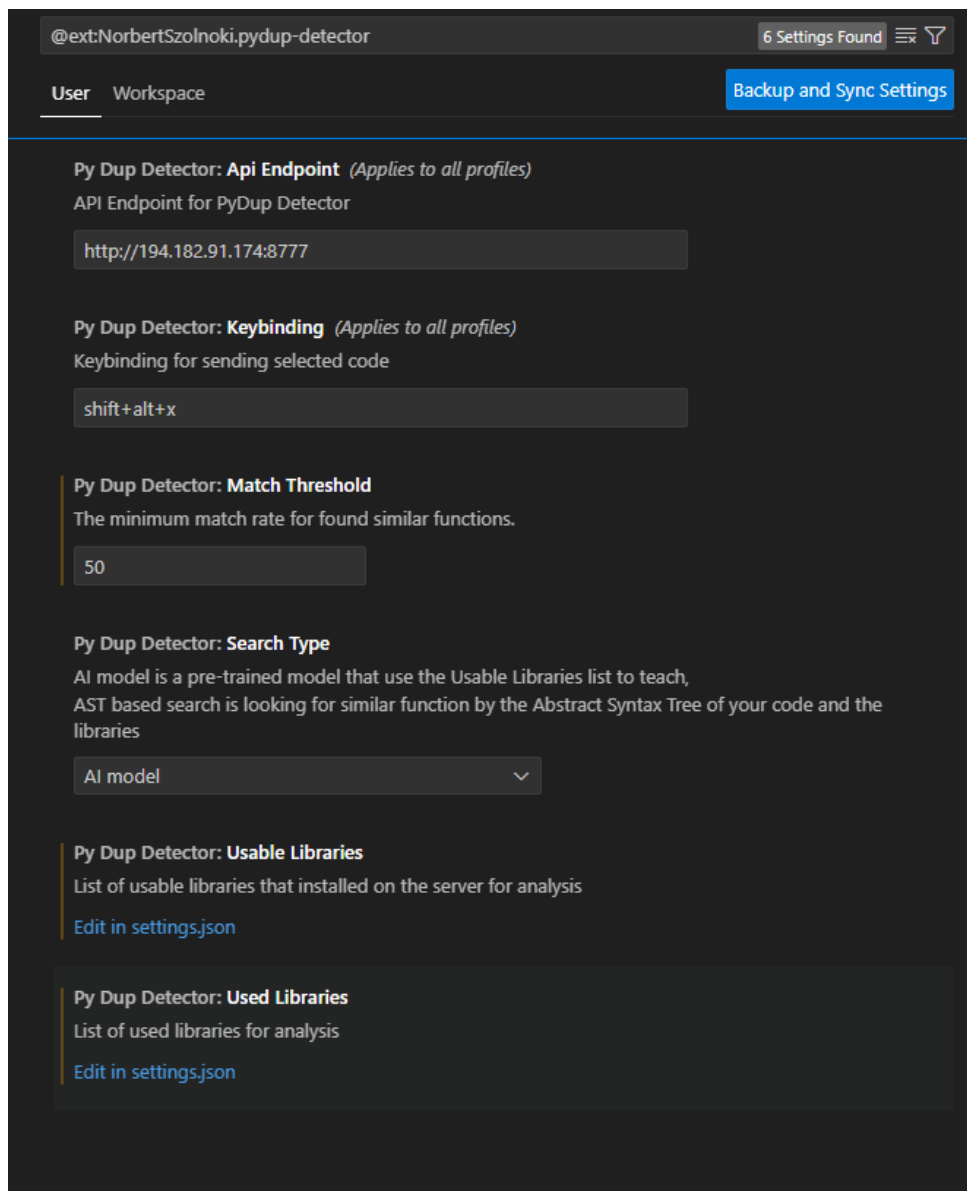 @ext:NorbertSzolnoki.pydup-detector
6 Settings Found
User Workspace
Backup and Sync Settings
Py Dup Detector: Api Endpoint (Applies to all profiles)
API Endpoint for PyDup Detector
http://194.182.91.174:8777
Py Dup Detector: Keybinding (Applies to all profiles)
Keybinding for sending selected code
shift+alt+x
Py Dup Detector: Match Threshold
The minimum match rate for found similar functions.
50
Py Dup Detector: Search Type
AI model is a pre-trained model that use the Usable Libraries list to teach,
AST based search is looking for similar function by the Abstract Syntax Tree of your code and the
libraries
AI model
Py Dup Detector: Usable Libraries
List of usable libraries that installed on the server for analysis
Edit in settings.json
Py Dup Detector: Used Libraries
List of used libraries for analysis
Edit in settings.json